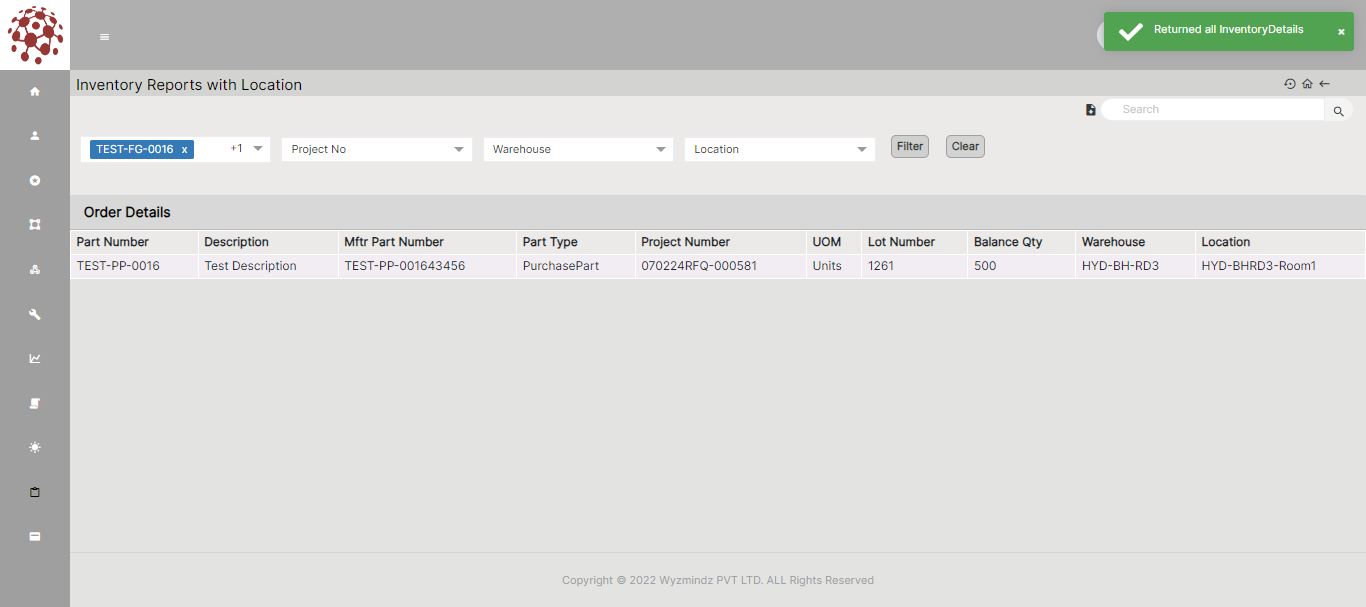 Returned all InventoryDetails ×
Inventory Reports with Location
Search
TEST-FG-0016 x +1 Project No Warehouse Location Filter Clear
Order Details
Part Number Description Mftr Part Number Part Type Project Number UOM Lot Number Balance Qty Warehouse Location
TEST-PP-0016 Test Description TEST-PP-001643456 PurchasePart 070224RFQ-000581 Units 1261 500 HYD-BH-RD3 HYD-BHRD3-Room1
Copyright © 2022 Wyzmindz PVT LTD. ALL Rights Reserved